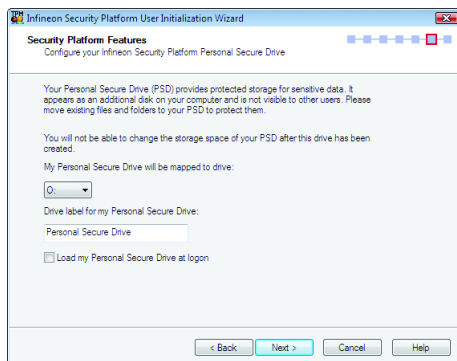 TPM Infineon Security Platform User Initialization Wizard
Security Platform Features
Configure your Infineon Security Platform Personal Secure Drive
Your Personal Secure Drive (PSD) provides protected storage for sensitive data. It
appears as an additional disk on your computer and is not visible to other users. Please
move existing files and folders to your PSD to protect them.
You will not be able to change the storage space of your PSD after this drive has been
created.
My Personal Secure Drive will be mapped to drive:
O:
Drive label for my Personal Secure Drive:
Personal Secure Drive
Load my Personal Secure Drive at logon
< Back Next > Cancel Help